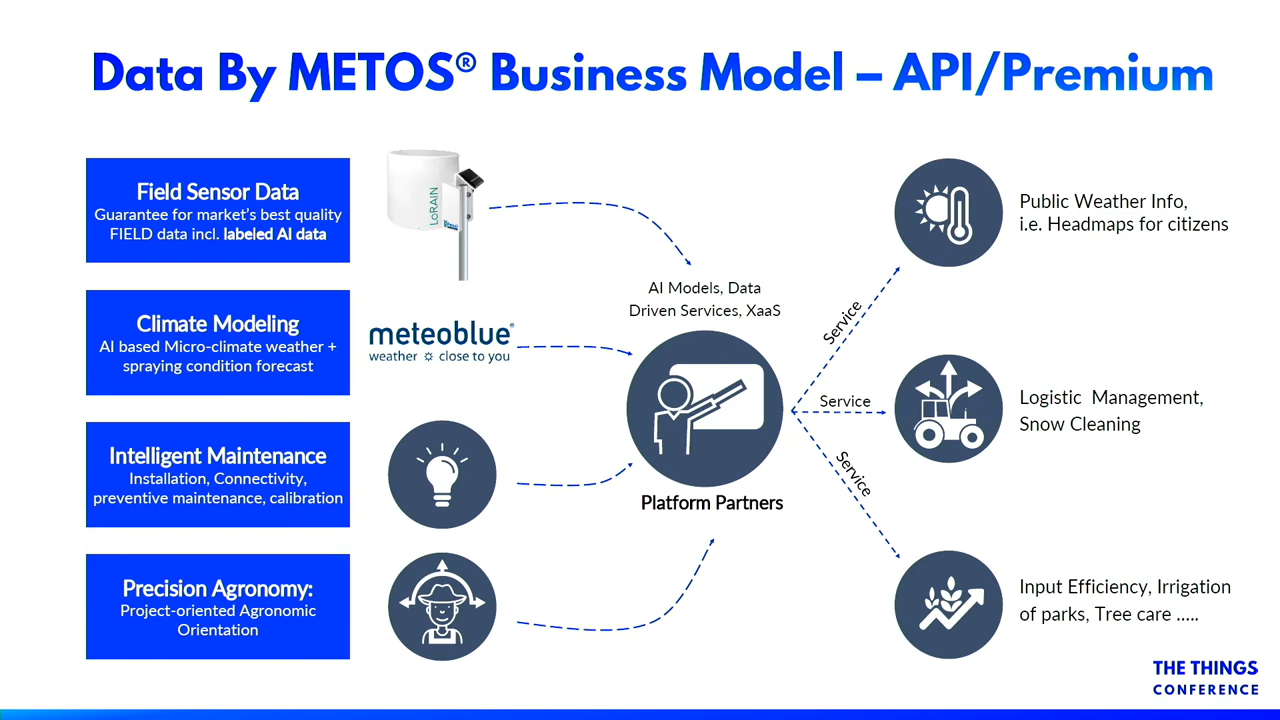 Data By METOS® Business Model – API/Premium
Field Sensor Data
Guarantee for market's best quality
FIELD data incl. labeled AI data
LoRAIN
Climate Modeling
AI based Micro-climate weather +
spraying condition forecast
meteoblue®
weather ☼ close to you
Intelligent Maintenance
Installation, Connectivity,
preventive maintenance, calibration
Precision Agronomy:
Project-oriented Agronomic
Orientation
AI Models, Data
Driven Services, XaaS
Platform Partners
Service
Service
Service
Public Weather Info,
i.e. Headmaps for citizens
Logistic Management,
Snow Cleaning
Input Efficiency, Irrigation
of parks, Tree care .....
THE THINGS
CONFERENCE